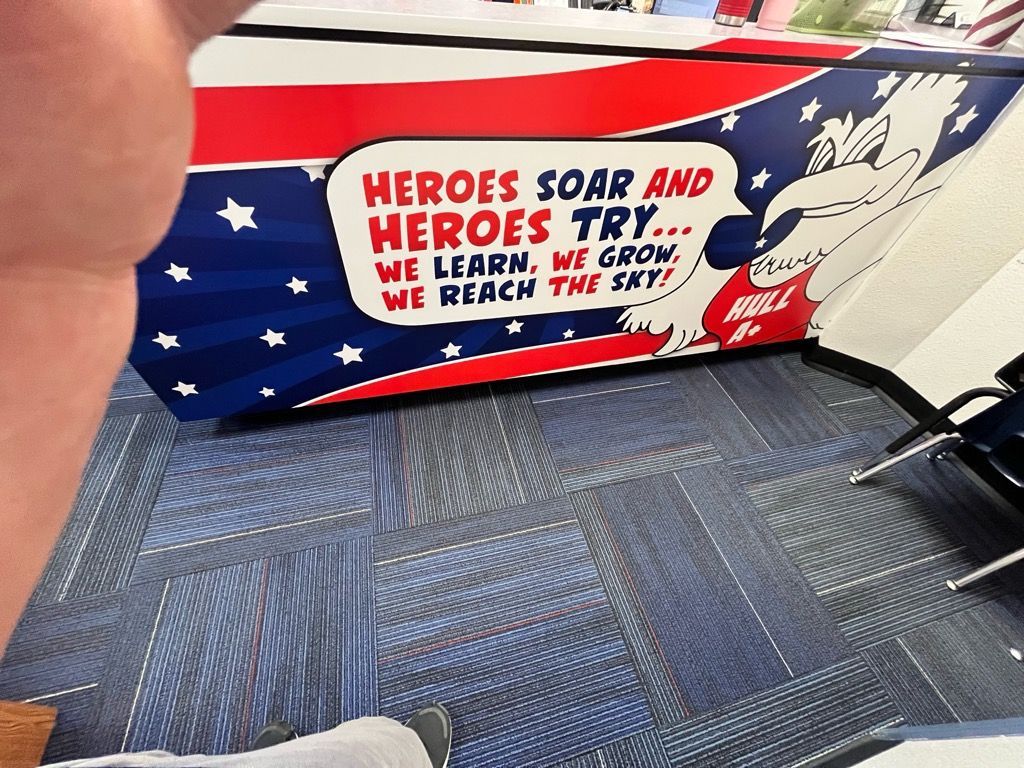 HEROES SOAR AND
HEROES TRY...
WE LEARN, WE GROW,
WE REACH THE SKY!
HULL
A+